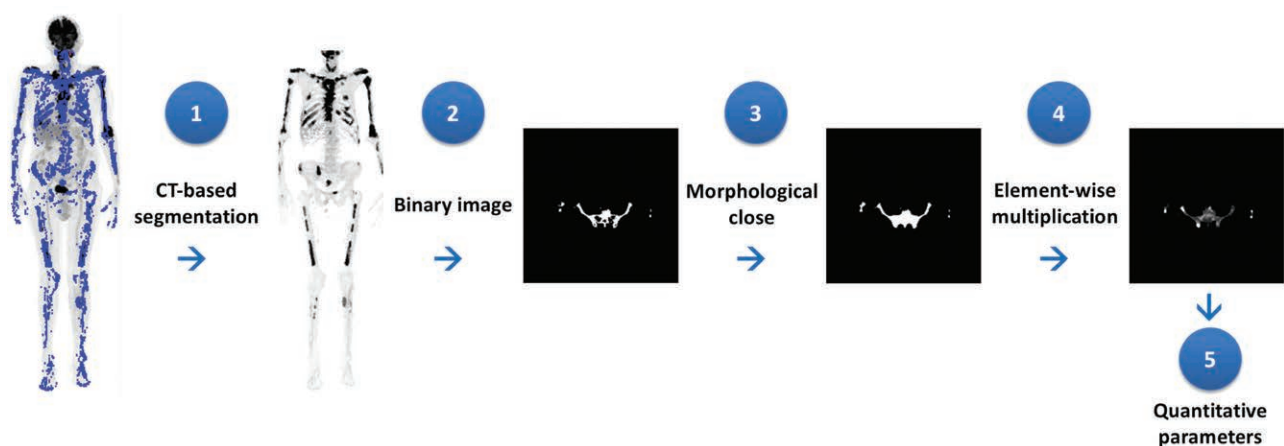 1
CT-based
segmentation
2
Binary image
3
Morphological
close
4
Element-wise
multiplication
5
Quantitative
parameters